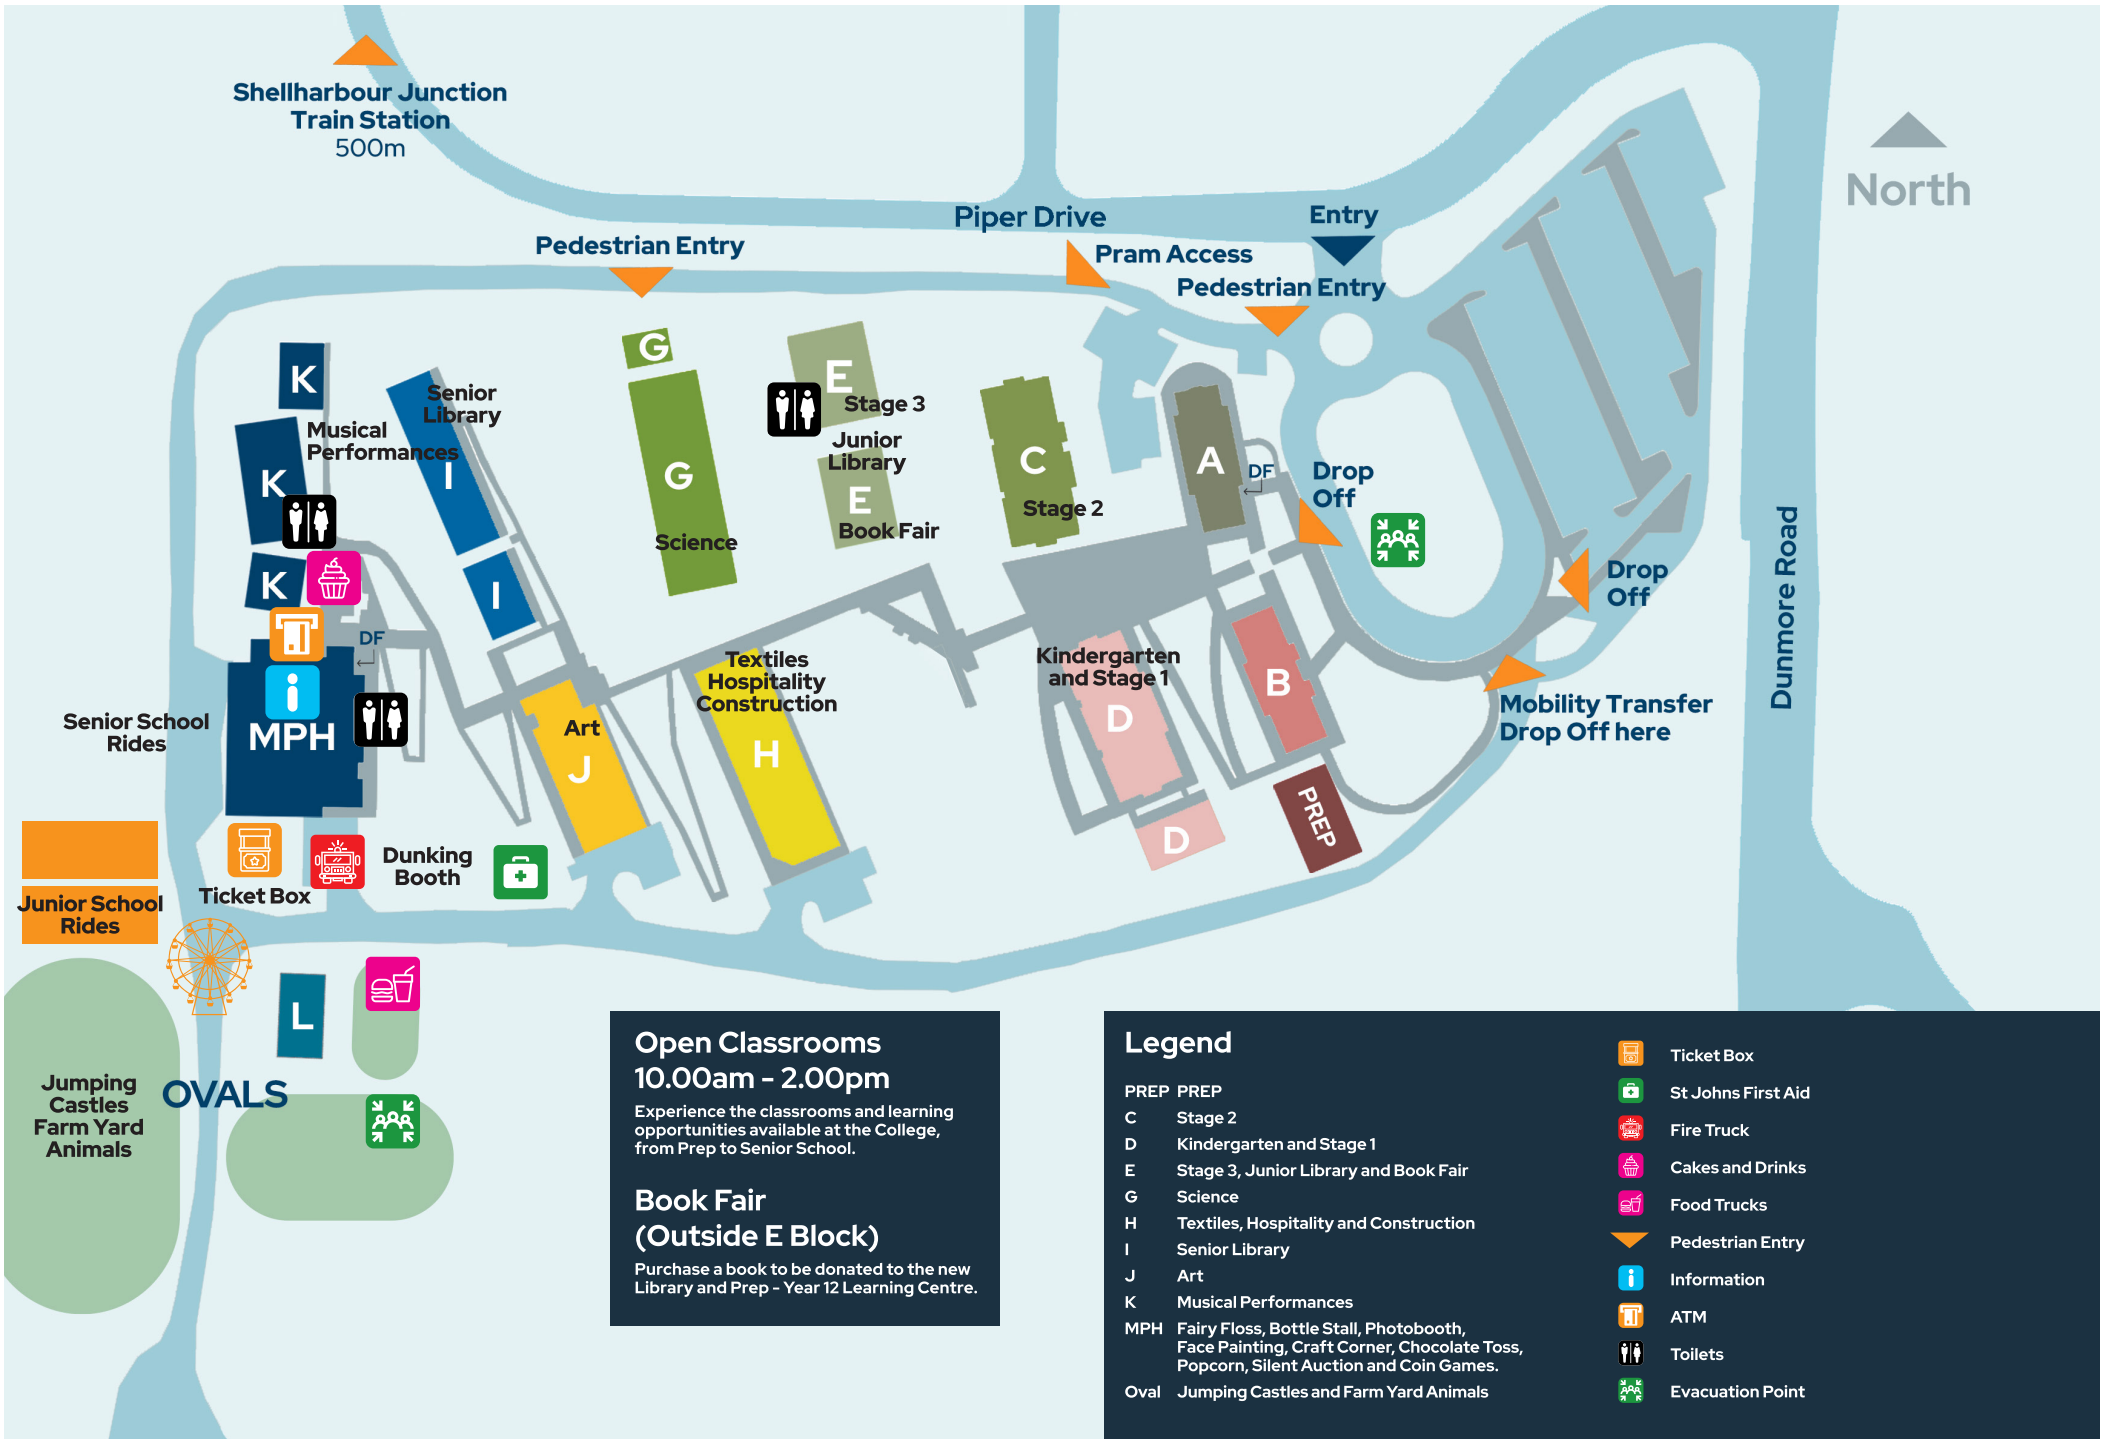 Shellharbour Junction
Train Station
500m
North
Piper Drive
Entry
Pedestrian Entry
Pram Access
Pedestrian Entry
G
K
Senior
Library
E
Stage 3
Musical
Performances
Junior
Library
K
I
G
E
Book Fair
C
Stage 2
A
DF
Drop
Off
Science
K
I
Drop
Off
Dunmore Road
DF
Textiles
Hospitality
Construction
Kindergarten
and Stage 1
D
B
Mobility Transfer
Drop Off here
Senior School
Rides
MPH
Art
J
H
PREP
D
Dunking
Booth
Ticket Box
Junior School
Rides
L
OVALS
Jumping
Castles
Farm Yard
Animals
Open Classrooms
10.00am - 2.00pm
Experience the classrooms and learning
opportunities available at the College,
from Prep to Senior School.
Book Fair
(Outside E Block)
Purchase a book to be donated to the new
Library and Prep - Year 12 Learning Centre.
Legend
PREP PREP
C Stage 2
D Kindergarten and Stage 1
E Stage 3, Junior Library and Book Fair
G Science
H Textiles, Hospitality and Construction
I Senior Library
J Art
K Musical Performances
MPH Fairy Floss, Bottle Stall, Photobooth,
Face Painting, Craft Corner, Chocolate Toss,
Popcorn, Silent Auction and Coin Games.
Oval Jumping Castles and Farm Yard Animals
Ticket Box
St Johns First Aid
Fire Truck
Cakes and Drinks
Food Trucks
Pedestrian Entry
Information
ATM
Toilets
Evacuation Point